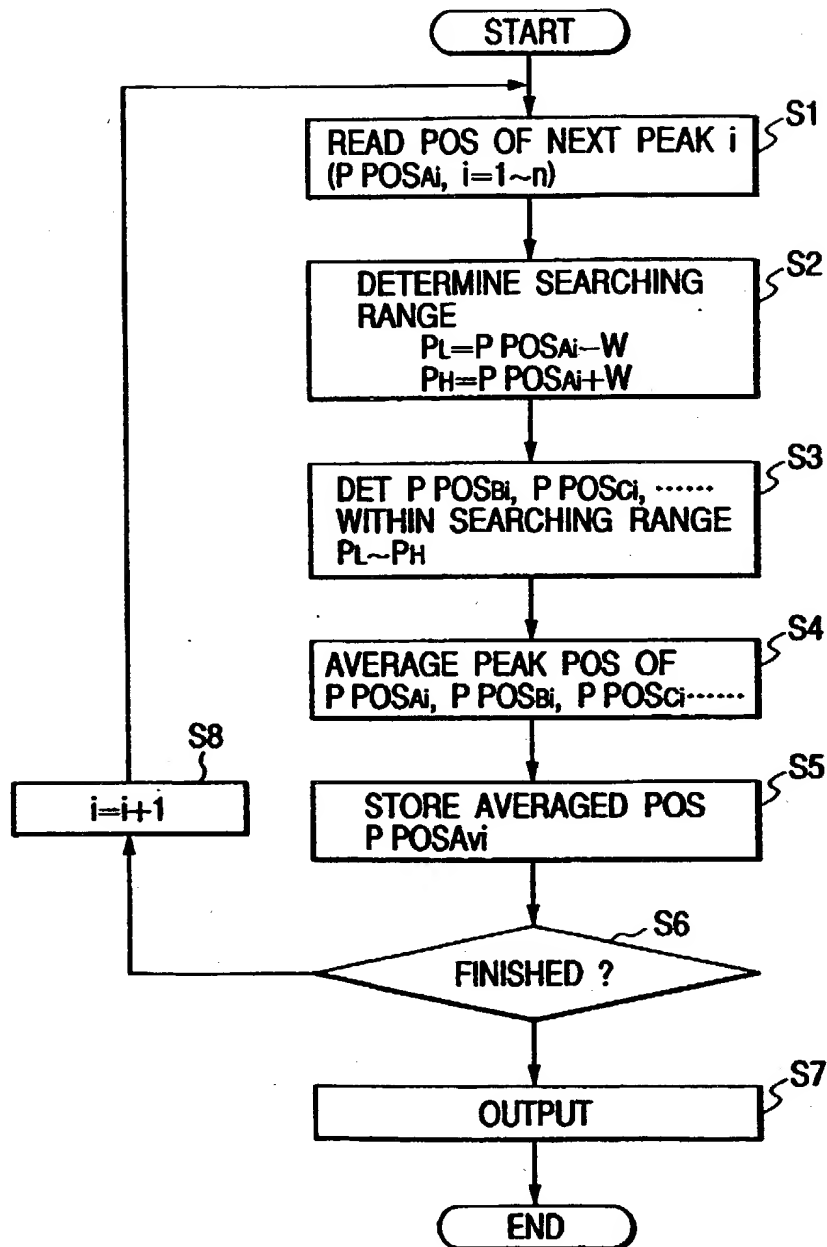 START
S1
READ POS OF NEXT PEAK i
(P POSAi, i=1~n)
S2
DETERMINE SEARCHING
RANGE
PL=P POSAi−W
PH=P POSAi+W
S3
DET P POSBi, P POSCi, ······
WITHIN SEARCHING RANGE
PL~PH
S4
AVERAGE PEAK POS OF
P POSAi, P POSBi, P POSCi······
S8
i=i+1
S5
STORE AVERAGED POS
P POSAvi
S6
FINISHED ?
S7
OUTPUT
END